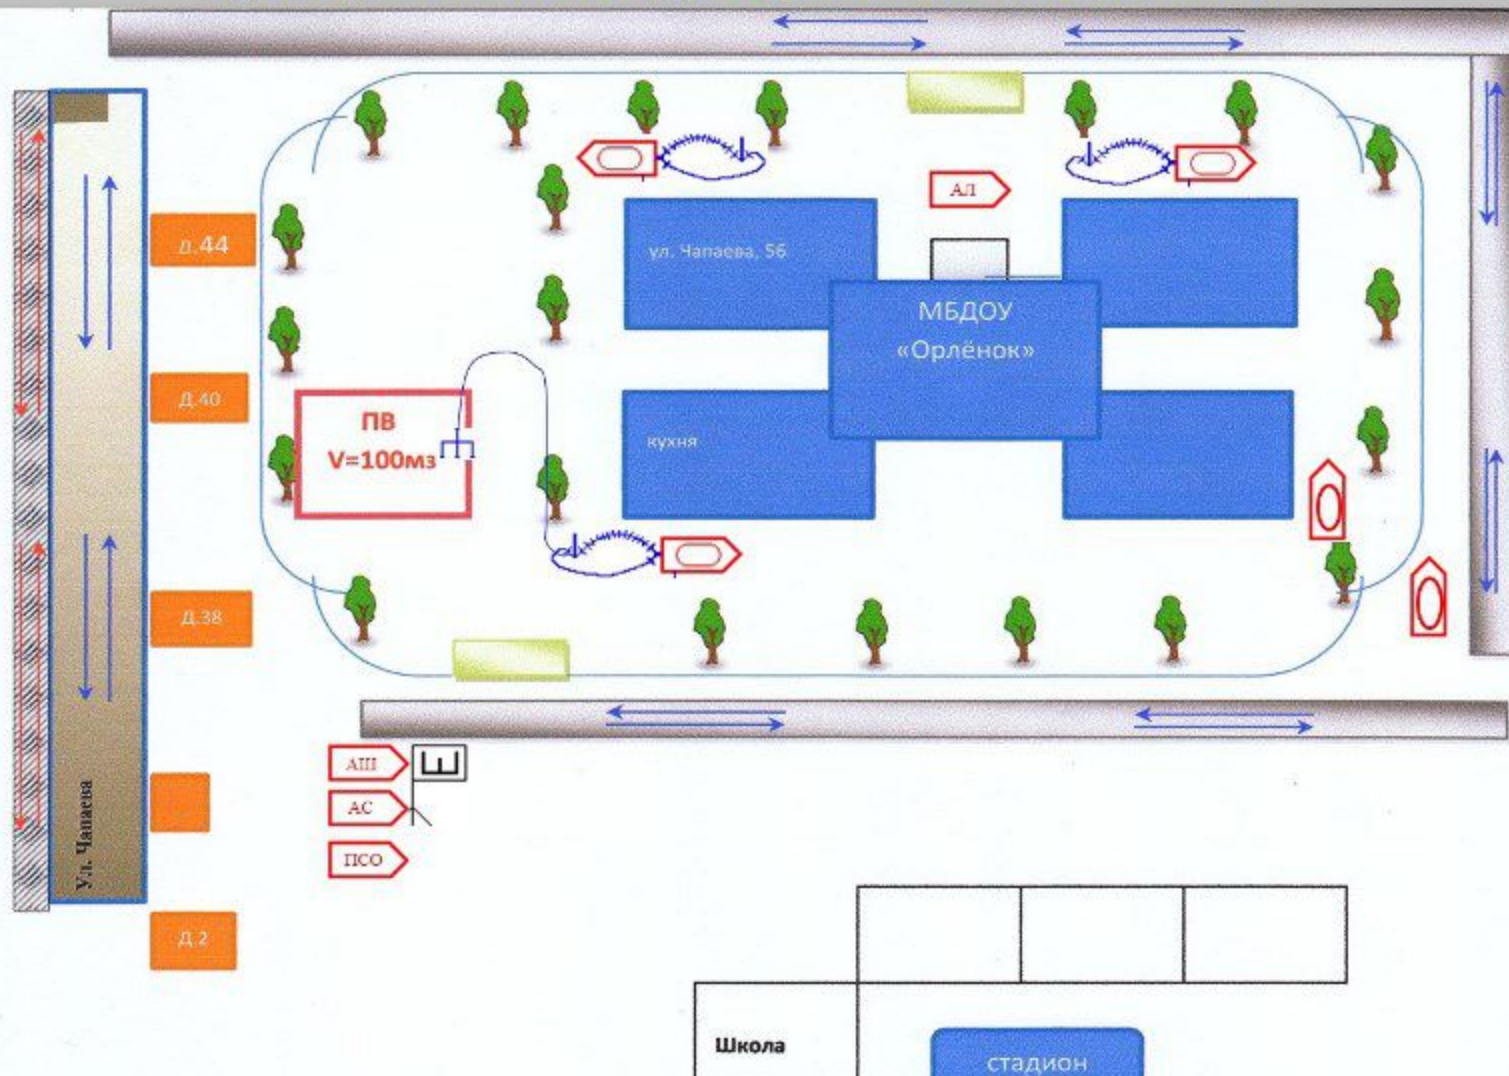 д.44
Д.40
Д.38
Д.2
Ул. Чапаева
ПВ
V=100мз
АЛ
ул. Чапаева, 56
МБДОУ
«Орлёнок»
кухня
АШ
Ш
АС
ПСО
Школа
стадион